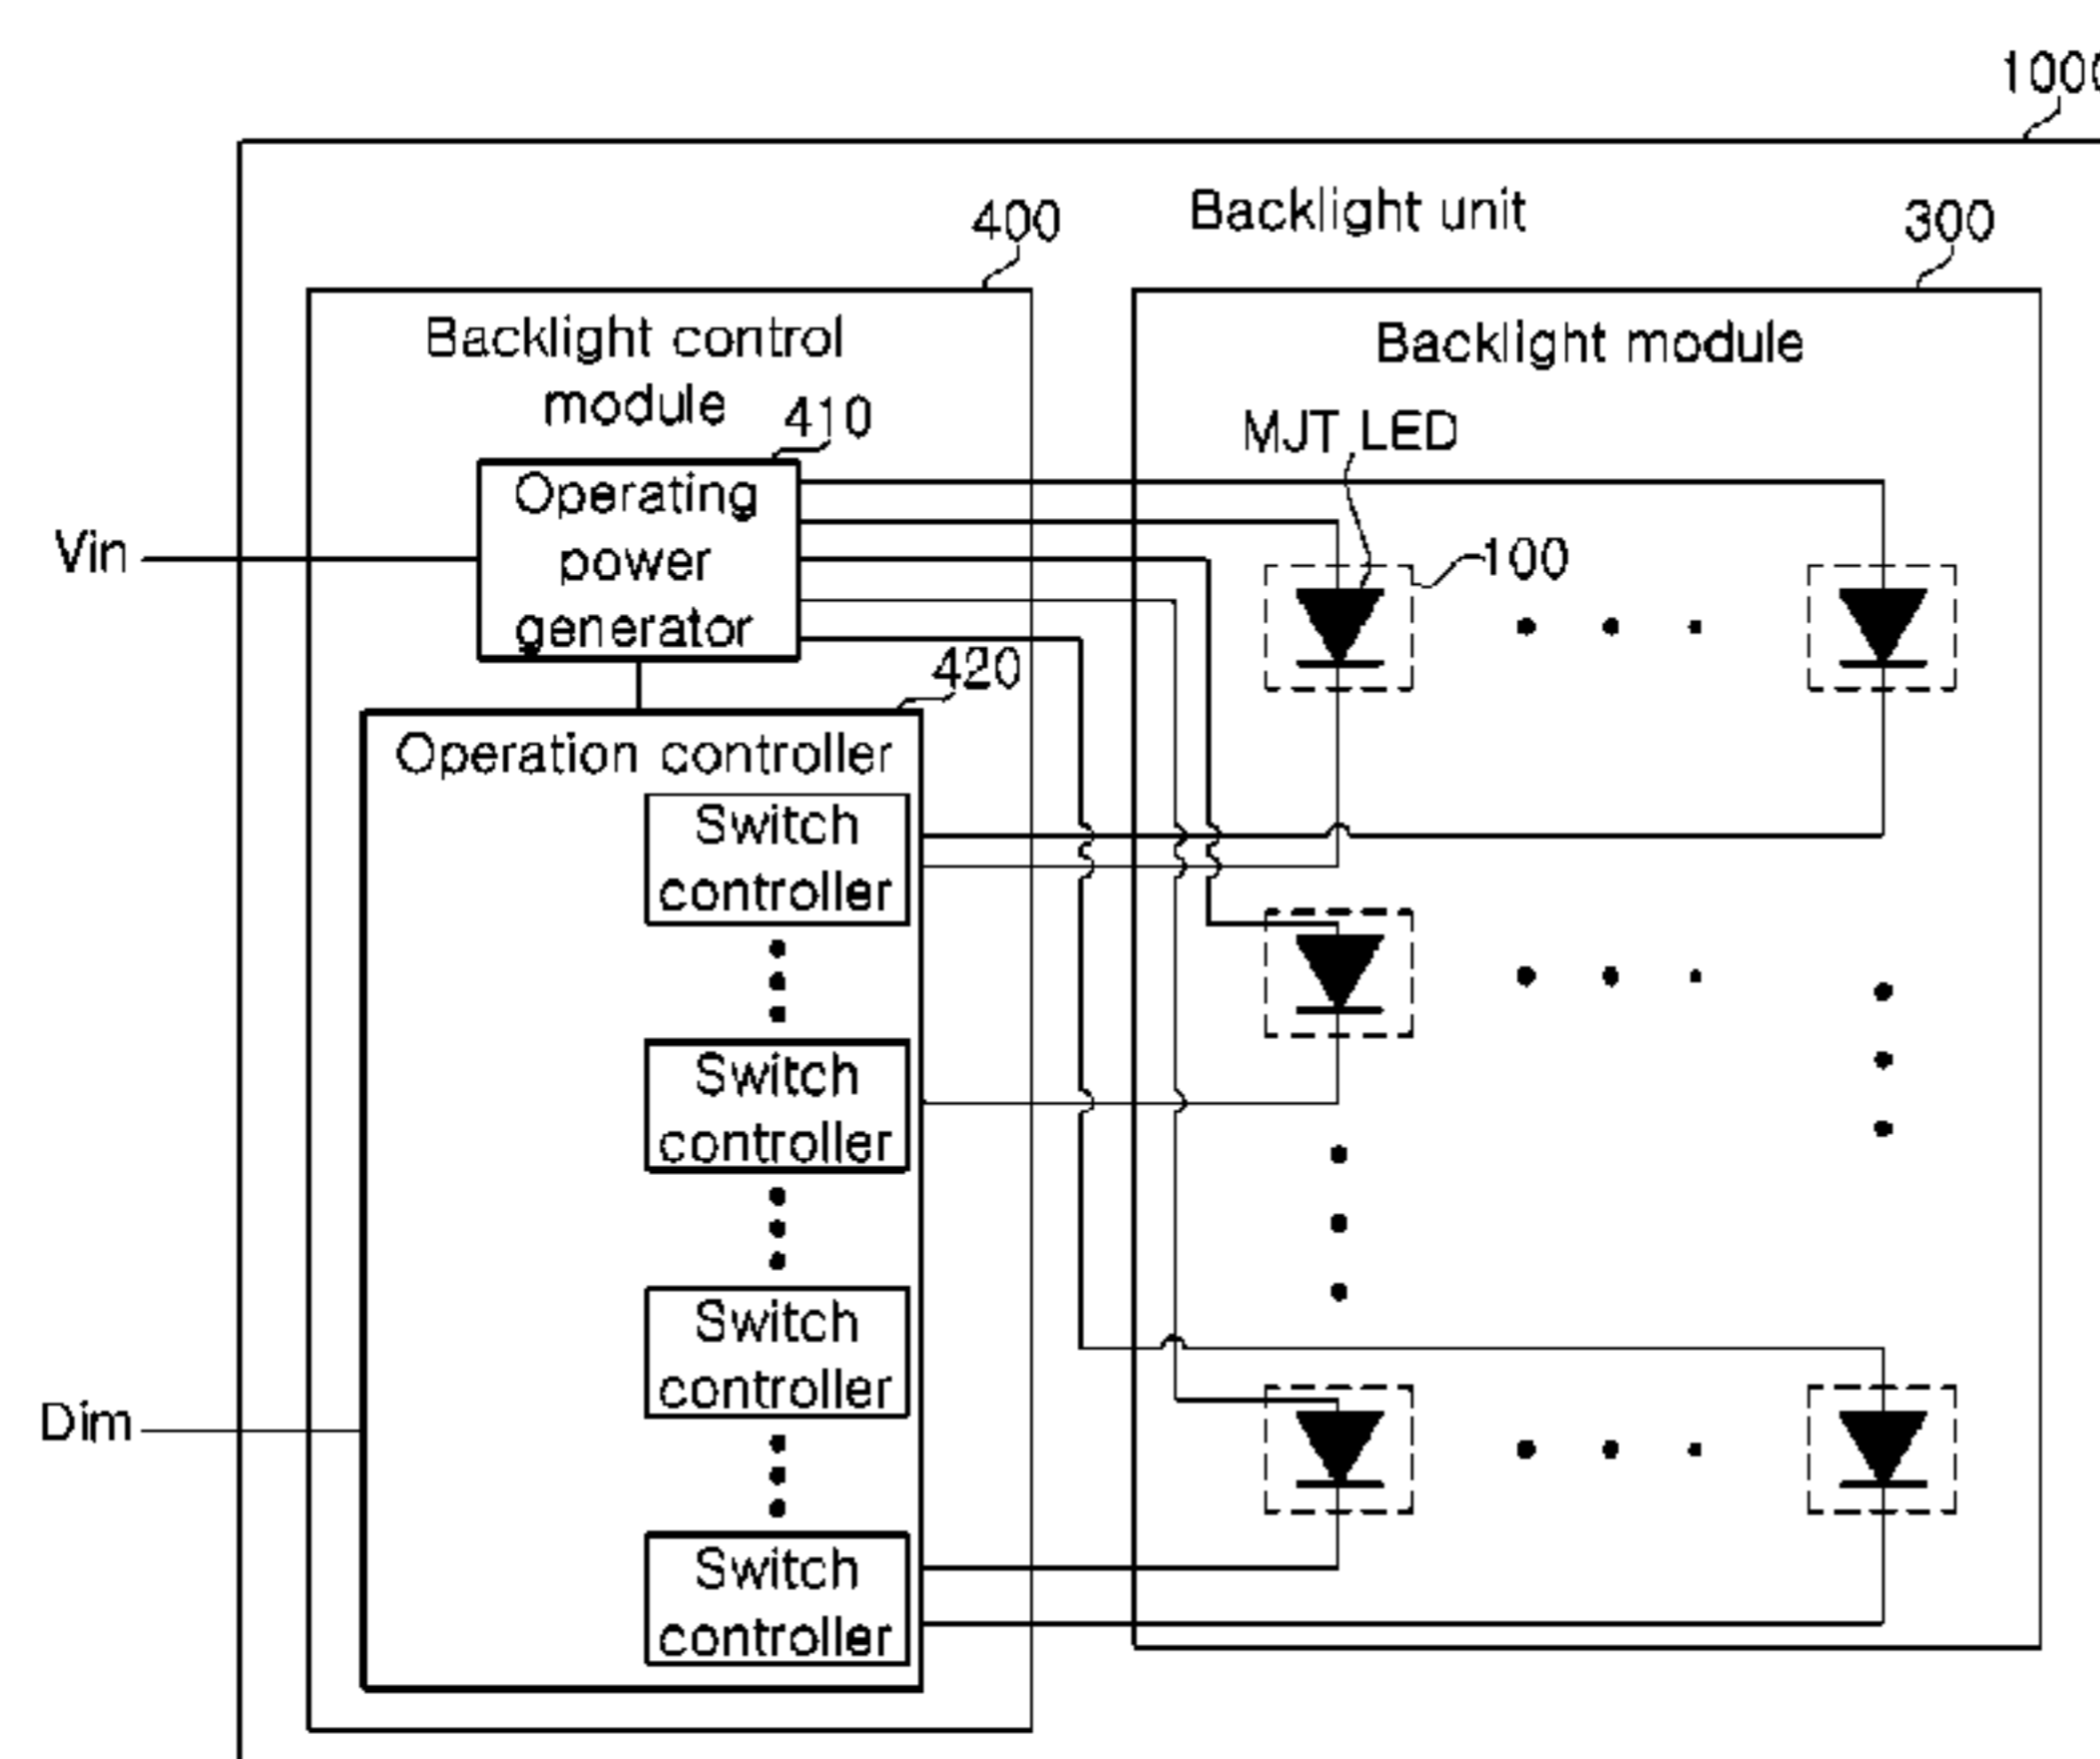 1000
Backlight unit
400
300
Backlight control
module
Backlight module
410
MJT LED
Operating
power
generator
Vin
100
420
Operation controller
Switch
controller
Switch
controller
Switch
controller
Dim
Switch
controller